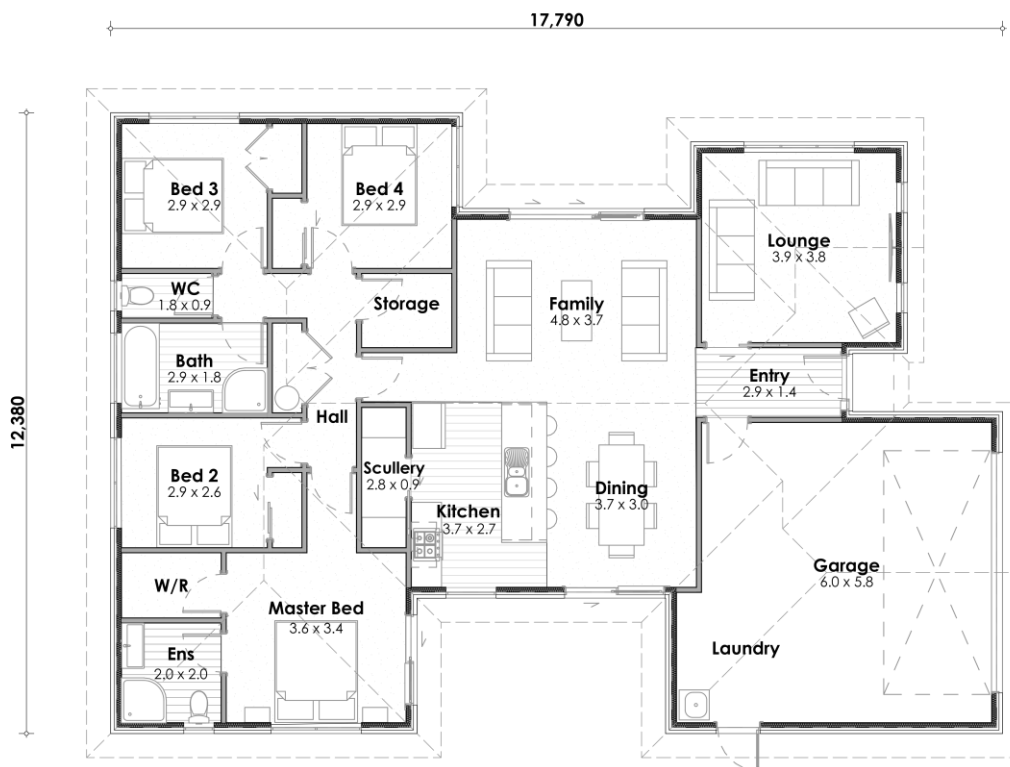 17,790
12,380
Bed 3
2.9 x 2.9
Bed 4
2.9 x 2.9
Lounge
3.9 x 3.8
WC
1.8 x 0.9
Storage
Family
4.8 x 3.7
Bath
2.9 x 1.8
Entry
2.9 x 1.4
Hall
Bed 2
2.9 x 2.6
Scullery
2.8 x 0.9
Kitchen
3.7 x 2.7
Dining
3.7 x 3.0
Garage
6.0 x 5.8
W/R
Master Bed
3.6 x 3.4
Ens
2.0 x 2.0
Laundry